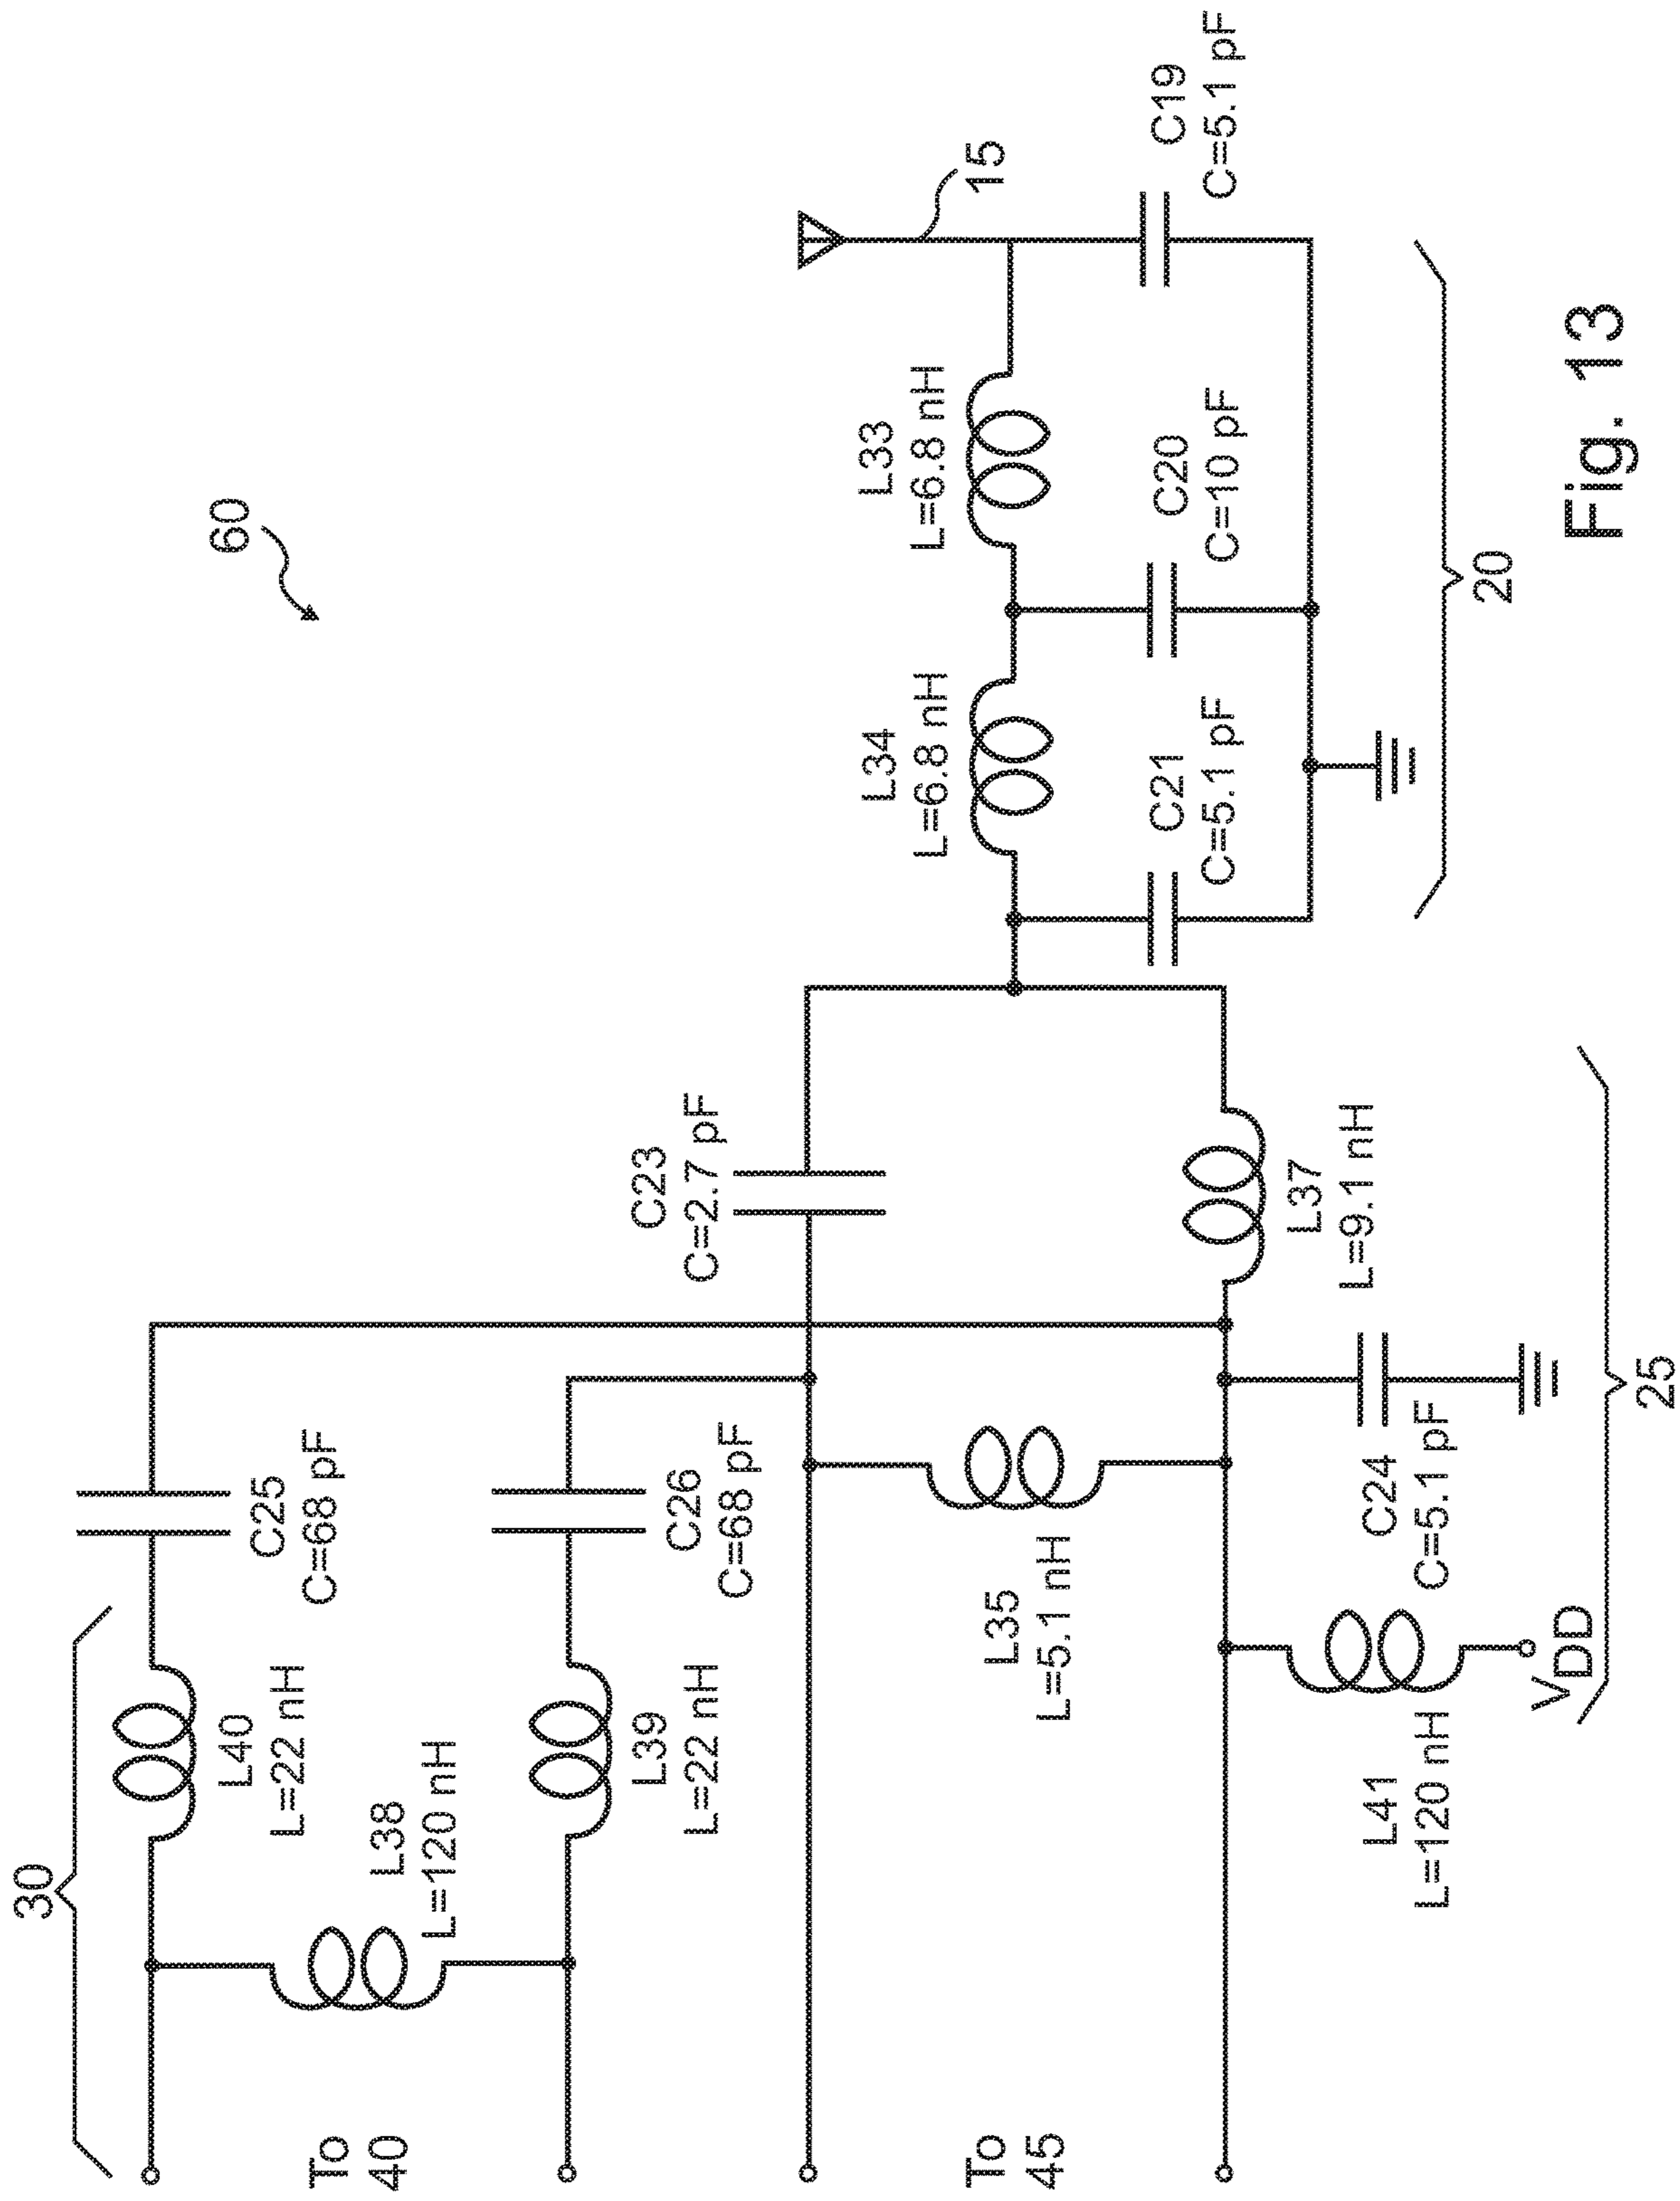 60
30
L40
L=22 nH
C25
C=68 pF
L38
L=120 nH
L39
L=22 nH
C26
C=68 pF
To
40
C23
C=2.7 pF
L35
L=5.1 nH
To
45
L37
L=9.1 nH
L41
L=120 nH
VDD
C24
C=5.1 pF
25
L34
L=6.8 nH
L33
L=6.8 nH
15
C21
C=5.1 pF
C20
C=10 pF
C19
C=5.1 pF
20
Fig. 13